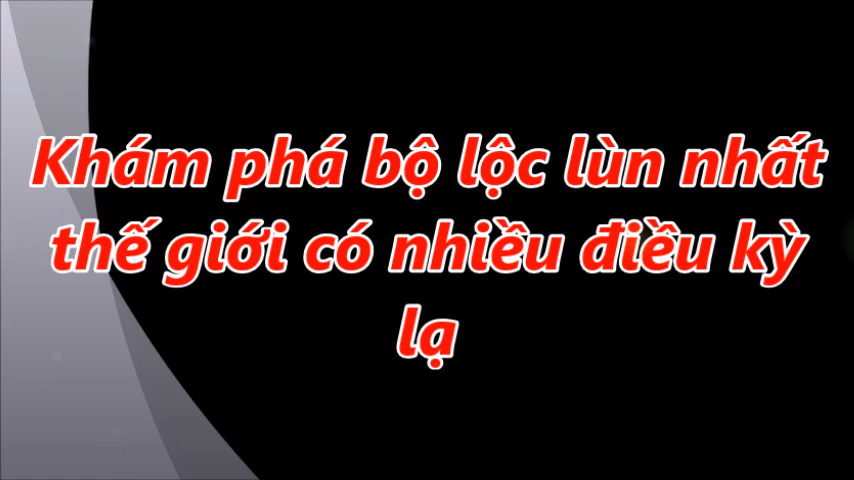 Khám phá bộ lộc lùn nhất
thế giới có nhiều điều kỳ
lạ